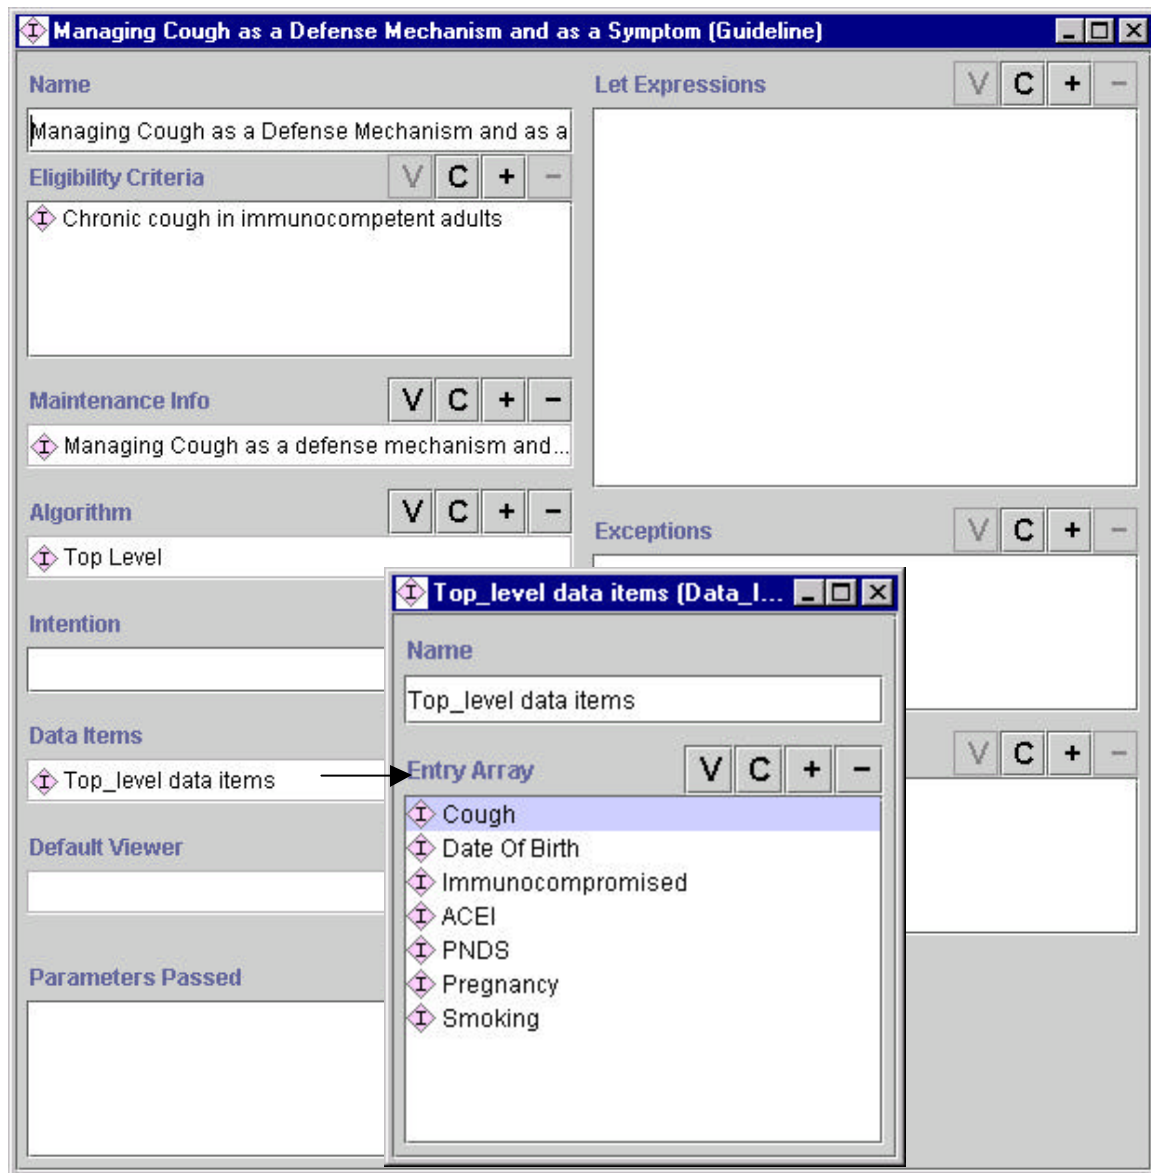 Managing Cough as a Defense Mechanism and as a Symptom (Guideline)
Name
Managing Cough as a Defense Mechanism and as a
Eligibility Criteria V C + −
Chronic cough in immunocompetent adults
Maintenance Info V C + −
Managing Cough as a defense mechanism and...
Algorithm V C + −
Top Level
Intention
Data Items
Top_level data items
Default Viewer
Parameters Passed
Let Expressions V C + −
Exceptions V C + −
V C + −
Top_level data items (Data_I...
Name
Top_level data items
Entry Array V C + −
Cough
Date Of Birth
Immunocompromised
ACEI
PNDS
Pregnancy
Smoking